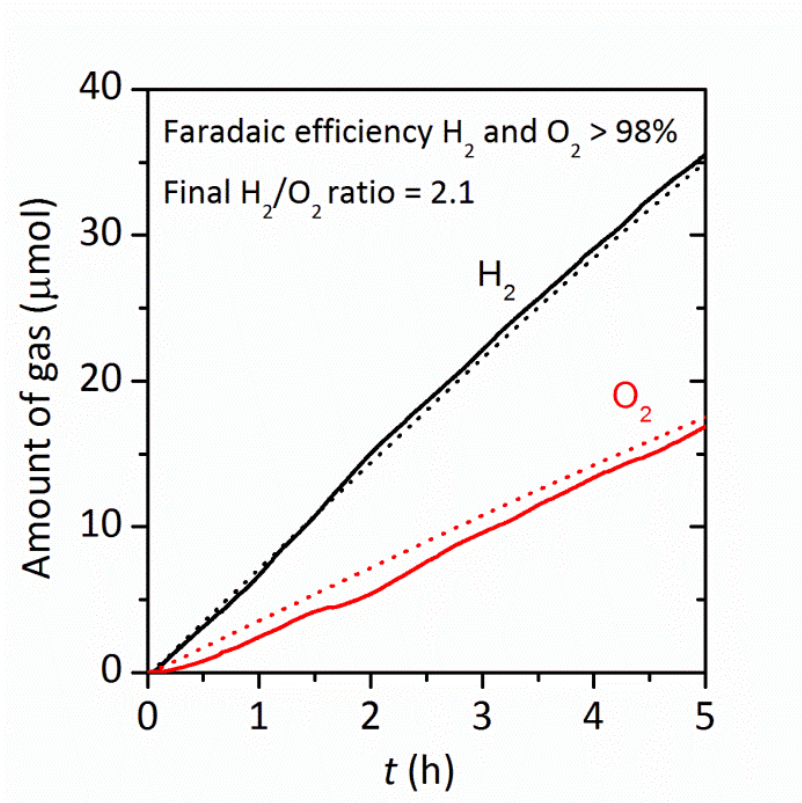 Faradaic efficiency H₂ and O₂ > 98%
Final H₂/O₂ ratio = 2.1
H₂
O₂
Amount of gas (μmol)
40
30
20
10
0
0 1 2 3 4 5
t (h)